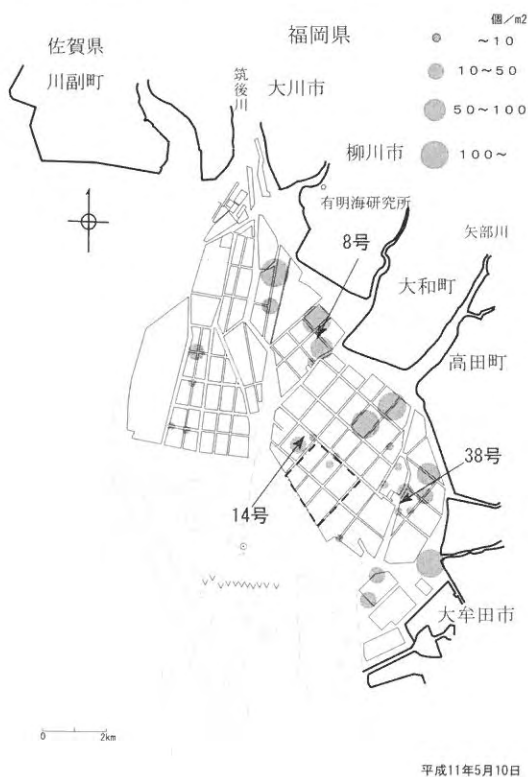 個/m2
～10
10～50
50～100
100～
佐賀県
川副町
福岡県
筑後川
大川市
柳川市
有明海研究所
8号
矢部川
大和町
高田町
38号
14号
大牟田市
0 2km
平成11年5月10日